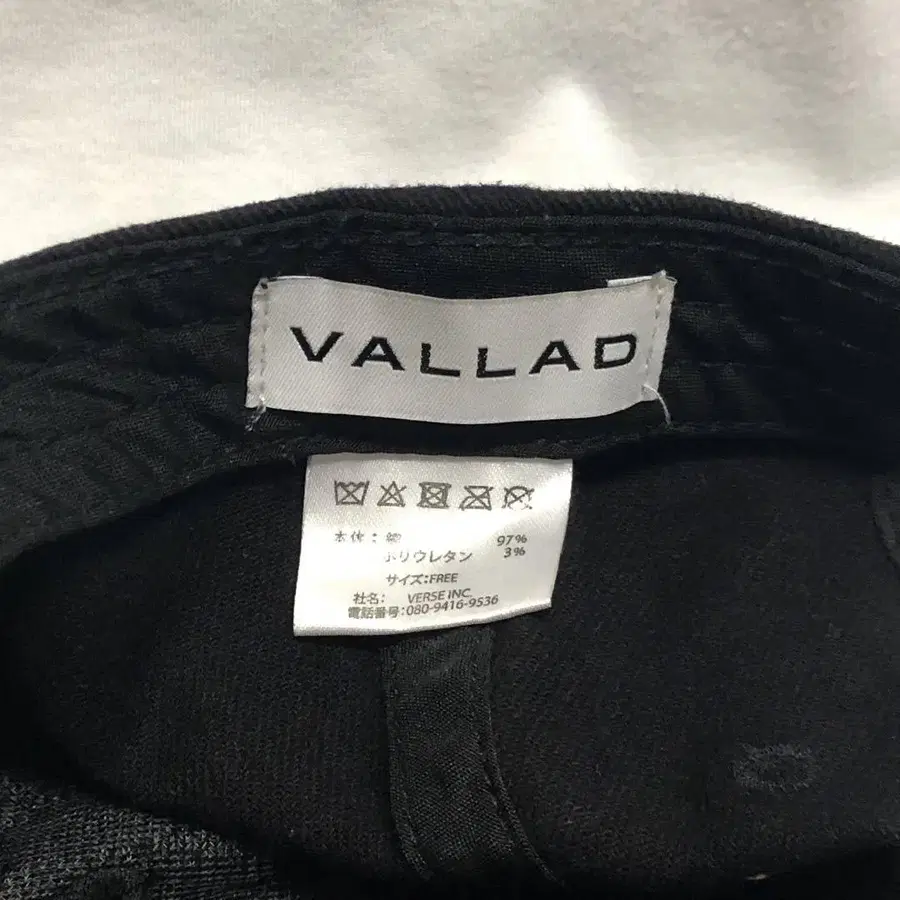 VALLAD
本体：綿 97%
ポリウレタン 3%
サイズ：FREE
社名： VERSE INC.
電話番号：080-9416-9536